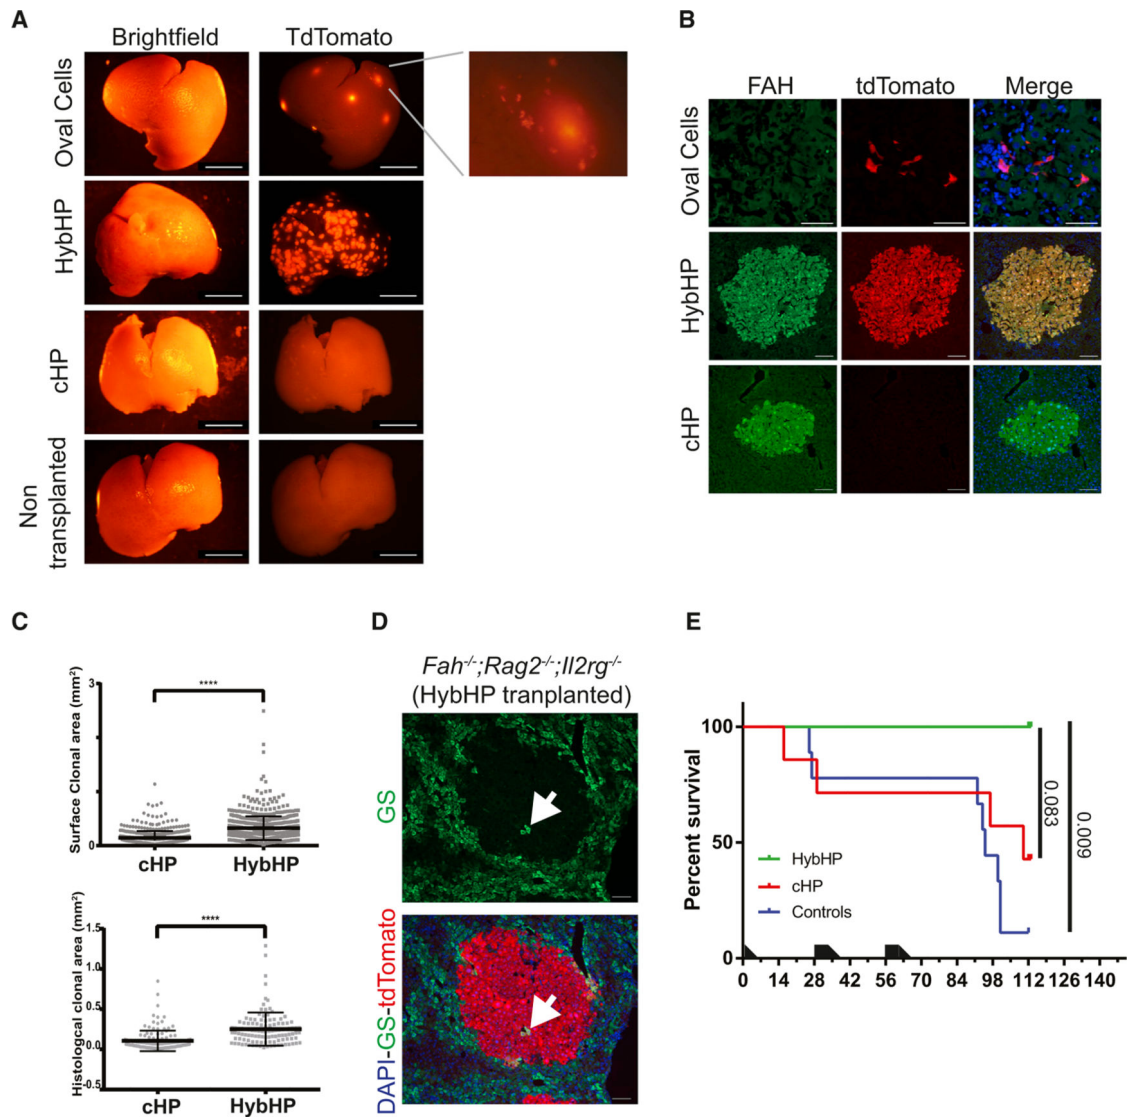 A
Brightfield
TdTomato
Oval Cells
HybHP
cHP
Non
transplanted
B
FAH
tdTomato
Merge
Oval Cells
HybHP
cHP
C
Surface Clonal area (mm²)
3
0
****
cHP
HybHP
Histologcal clonal area (mm²)
1.5
1.0
0.5
0.0
-0.5
****
cHP
HybHP
D
Fah-/-;Rag2-/-;Il2rg-/-
(HybHP tranplanted)
GS
DAPI-GS-tdTomato
E
Percent survival
100
50
0
HybHP
cHP
Controls
0.083
0.009
0 14 28 42 56 70 84 98 112 126 140